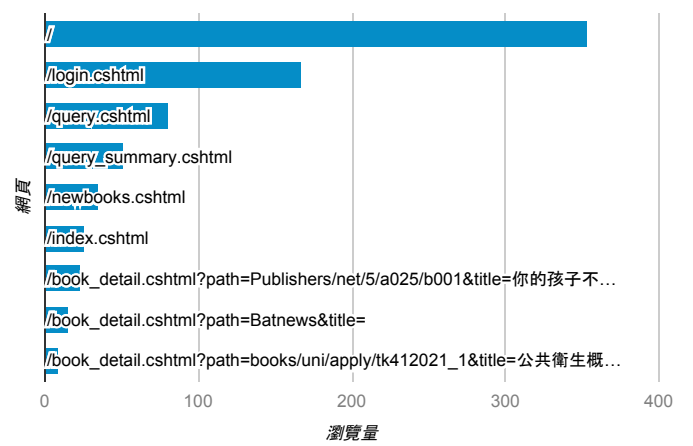 /
/login.cshtml
/query.cshtml
/query_summary.cshtml
/newbooks.cshtml
/index.cshtml
/book_detail.cshtml?path=Publishers/net/5/a025/b001&title=你的孩子不…
/book_detail.cshtml?path=Batnews&title=
/book_detail.cshtml?path=books/uni/apply/tk412021_1&title=公共衛生概…
網頁
0 100 200 300 400
瀏覽量